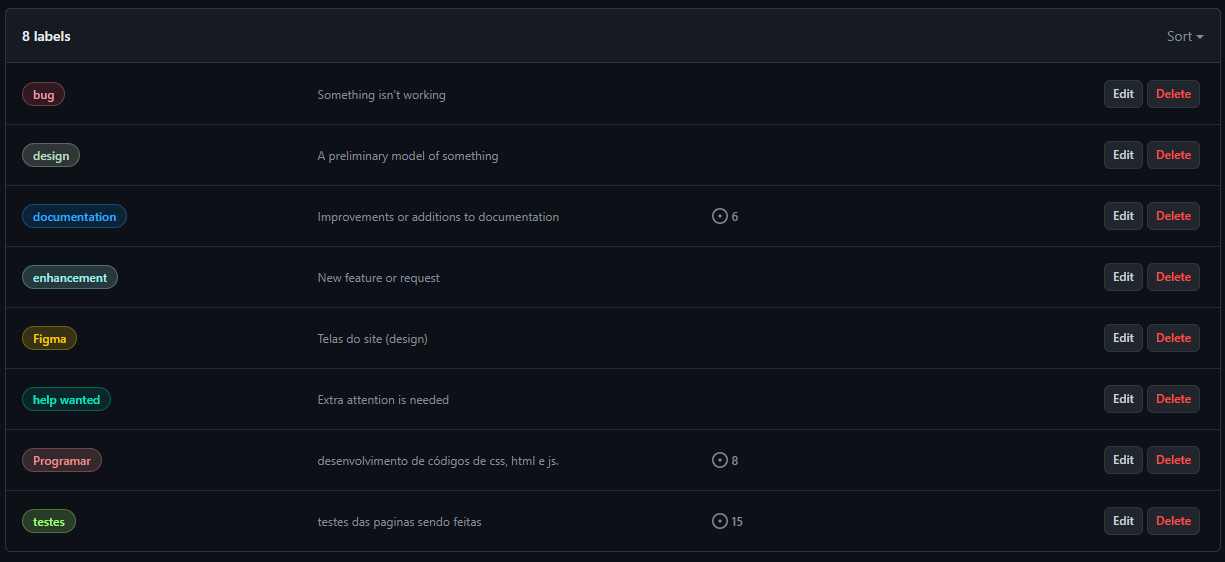 8 labels Sort
bug Something isn't working Edit Delete
design A preliminary model of something Edit Delete
documentation Improvements or additions to documentation 6 Edit Delete
enhancement New feature or request Edit Delete
Figma Telas do site (design) Edit Delete
help wanted Extra attention is needed Edit Delete
Programar desenvolvimento de códigos de css, html e js. 8 Edit Delete
testes testes das paginas sendo feitas 15 Edit Delete